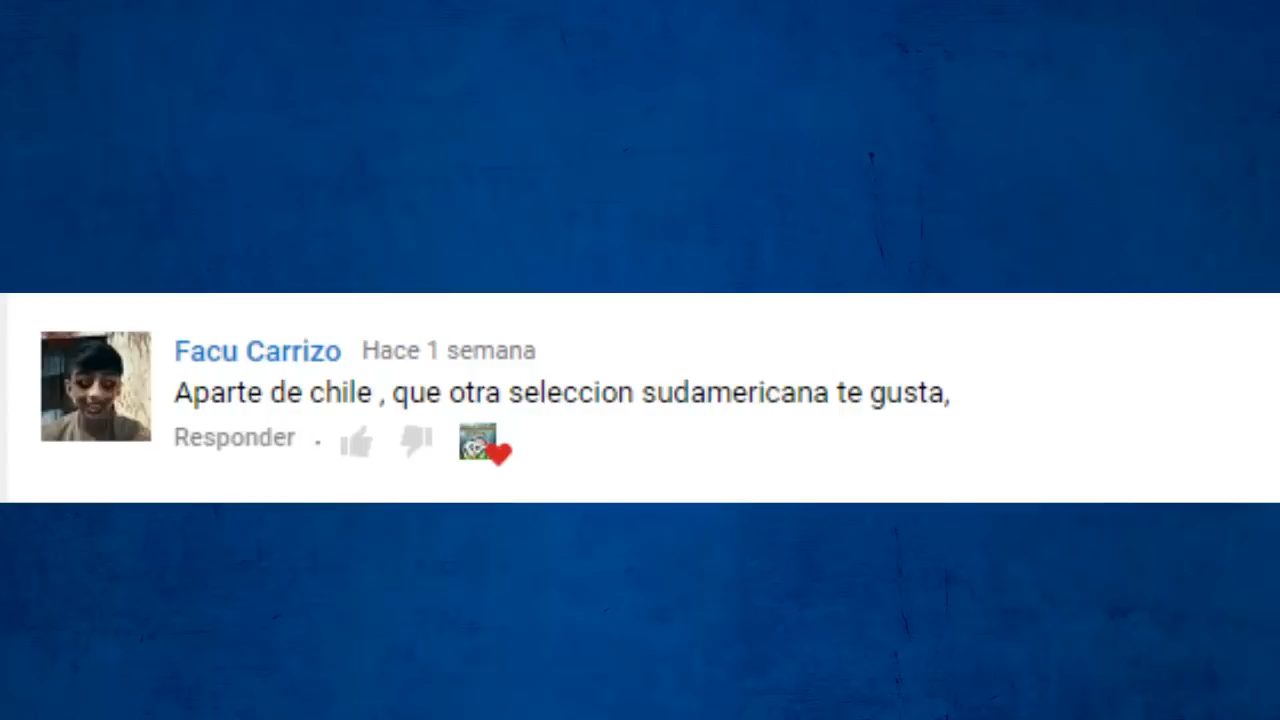 Facu Carrizo Hace 1 semana
Aparte de chile , que otra seleccion sudamericana te gusta,
Responder .